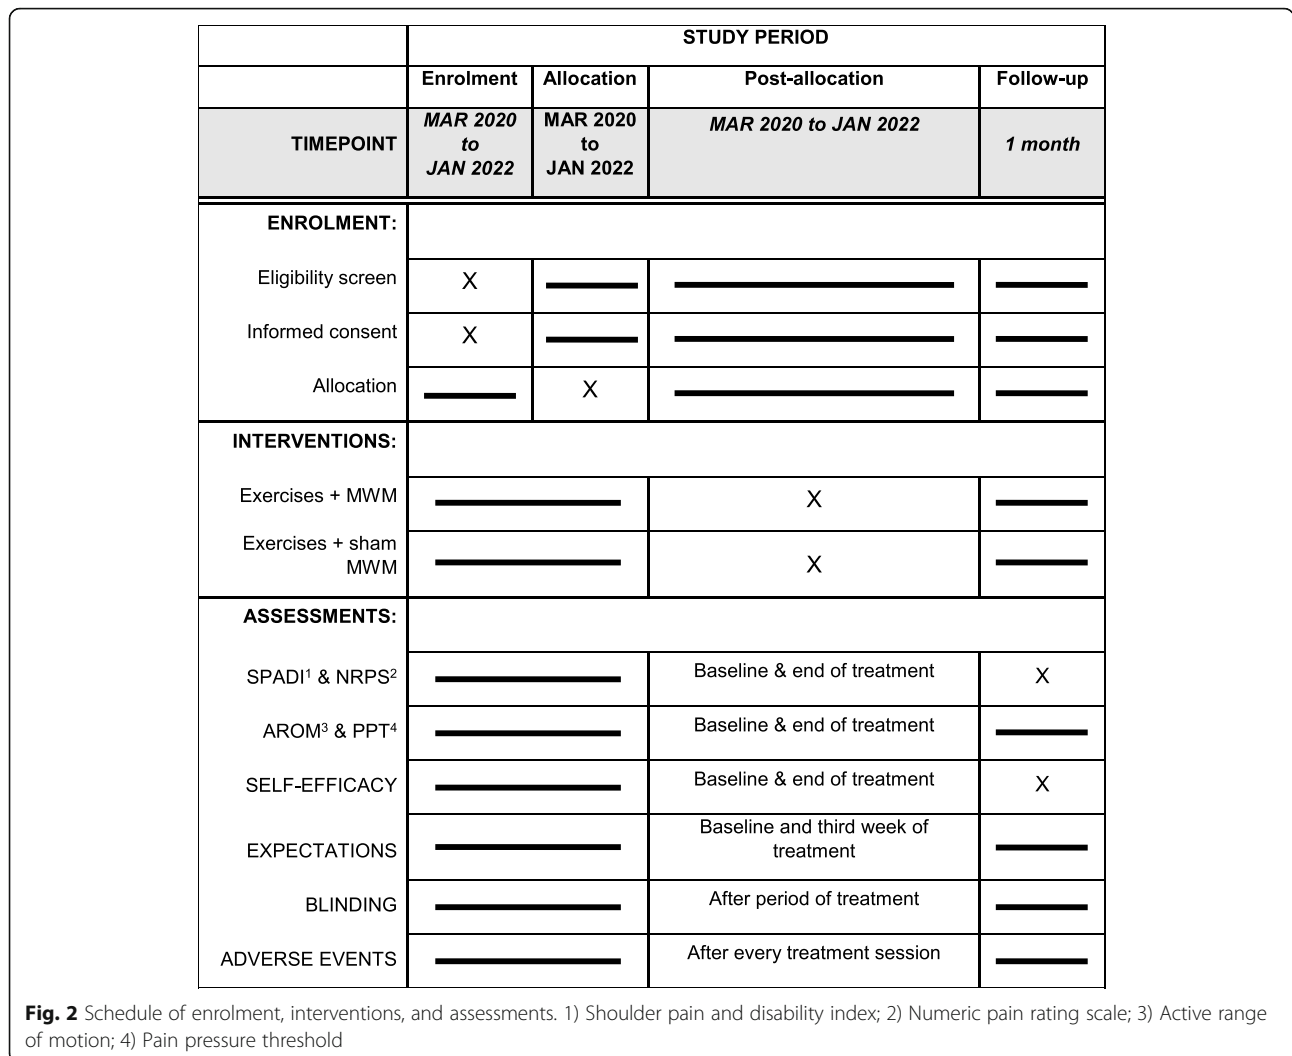 STUDY PERIOD
Enrolment Allocation Post-allocation Follow-up
TIMEPOINT
MAR 2020
to
JAN 2022
MAR 2020
to
JAN 2022
MAR 2020 to JAN 2022
1 month
ENROLMENT:
Eligibility screen X
Informed consent X
Allocation X
INTERVENTIONS:
Exercises + MWM X
Exercises + sham
MWM X
ASSESSMENTS:
SPADI¹ & NRPS² Baseline & end of treatment X
AROM³ & PPT⁴ Baseline & end of treatment
SELF-EFFICACY Baseline & end of treatment X
EXPECTATIONS Baseline and third week of
treatment
BLINDING After period of treatment
ADVERSE EVENTS After every treatment session
Fig. 2 Schedule of enrolment, interventions, and assessments. 1) Shoulder pain and disability index; 2) Numeric pain rating scale; 3) Active range
of motion; 4) Pain pressure threshold